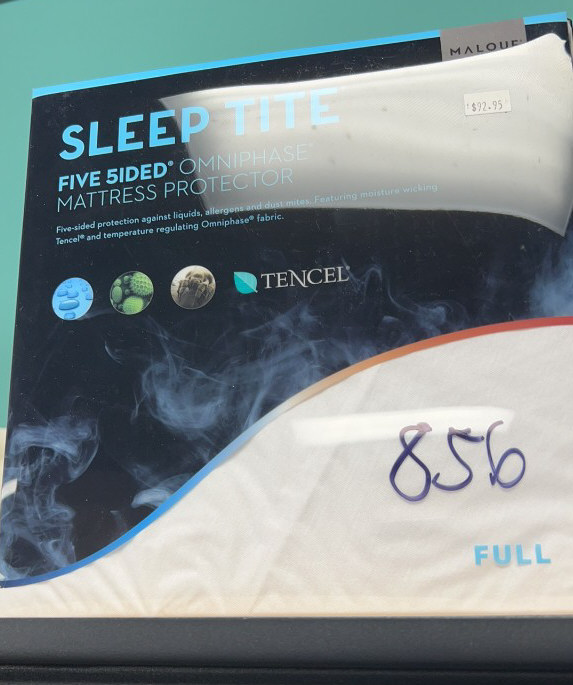 MALOUF
$92.95
SLEEP TITE
FIVE 5IDED® OMNIPHASE®
MATTRESS PROTECTOR
Five-sided protection against liquids, allergens and dust mites. Featuring moisture wicking
Tencel® and temperature regulating Omniphase® fabric.
TENCEL®
856
FULL